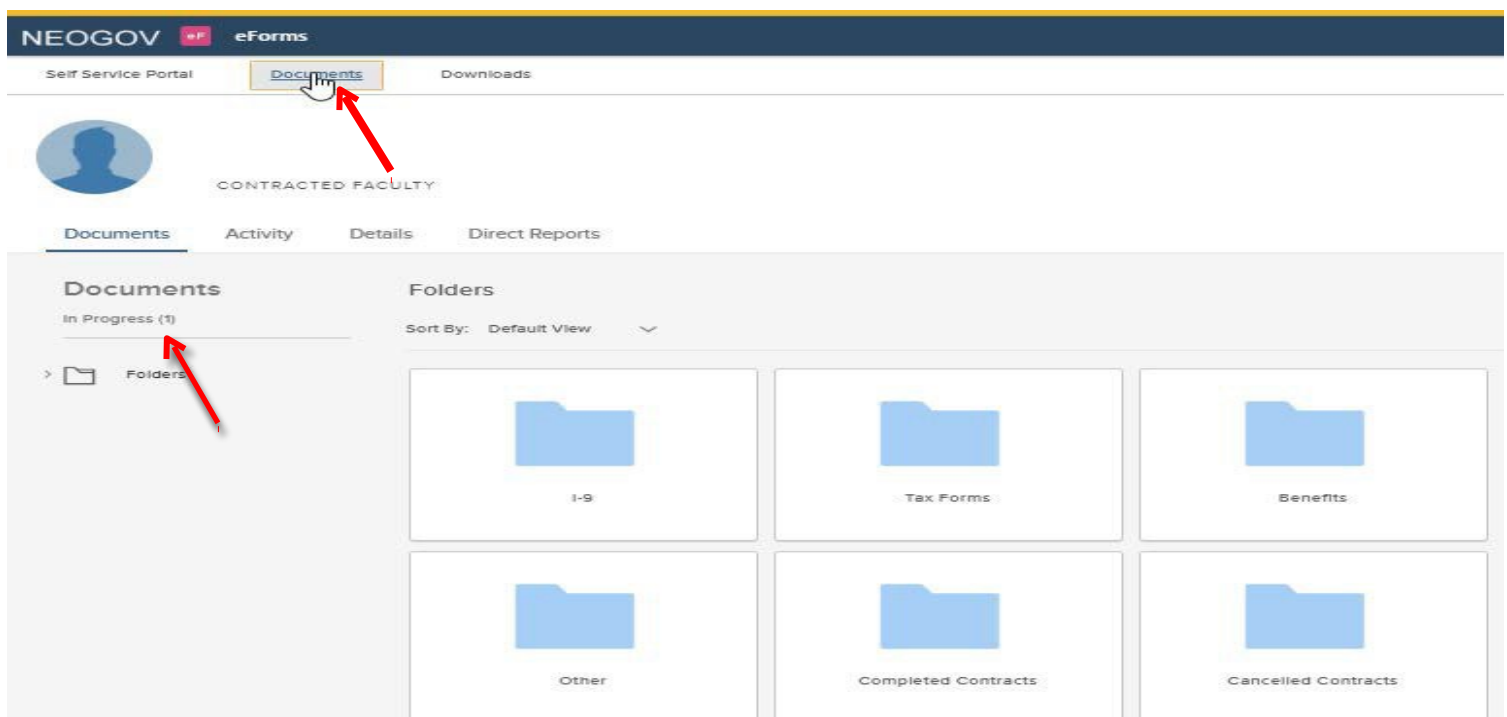 NEOGOV eF eForms
Self Service Portal Documents Downloads
CONTRACTED FACULTY
Documents Activity Details Direct Reports
Documents
In Progress (1)
Folders
Folders
Sort By: Default View
I-9 Tax Forms Benefits
Other Completed Contracts Cancelled Contracts